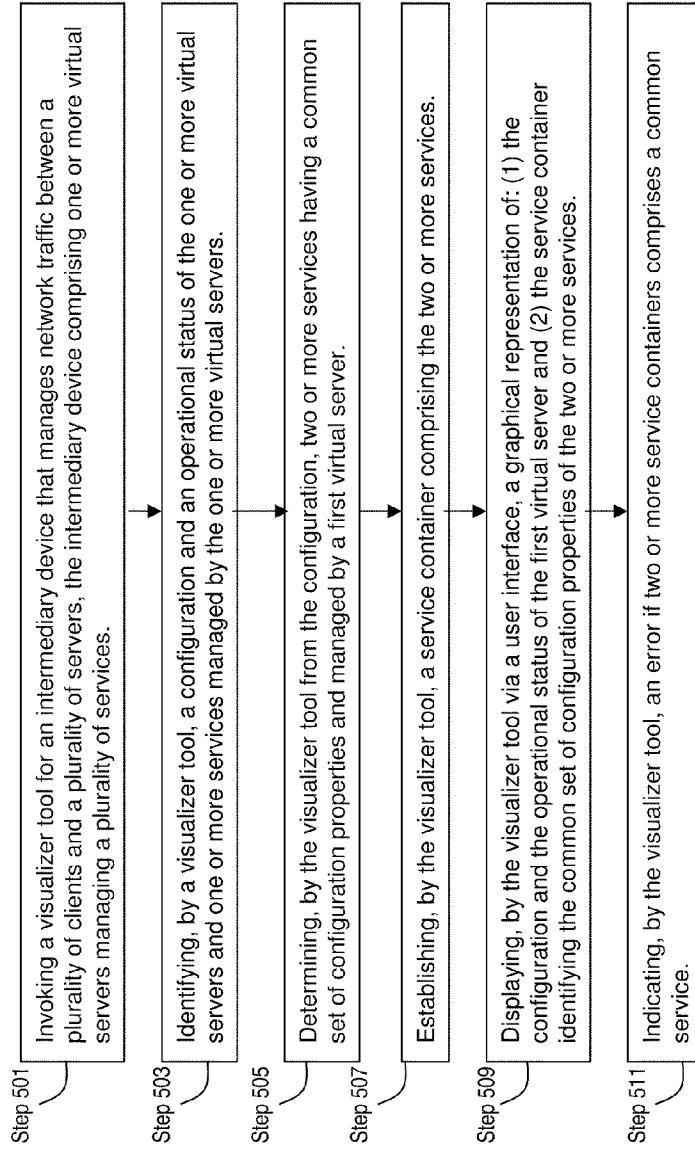 Step 501
Invoking a visualizer tool for an intermediary device that manages network traffic between a
plurality of clients and a plurality of servers, the intermediary device comprising one or more virtual
servers managing a plurality of services.
Step 503
Identifying, by a visualizer tool, a configuration and an operational status of the one or more virtual
servers and one or more services managed by the one or more virtual servers.
Step 505
Determining, by the visualizer tool from the configuration, two or more services having a common
set of configuration properties and managed by a first virtual server.
Step 507
Establishing, by the visualizer tool, a service container comprising the two or more services.
Step 509
Displaying, by the visualizer tool via a user interface, a graphical representation of: (1) the
configuration and the operational status of the first virtual server and (2) the service container
identifying the common set of configuration properties of the two or more services.
Step 511
Indicating, by the visualizer tool, an error if two or more service containers comprises a common
service.